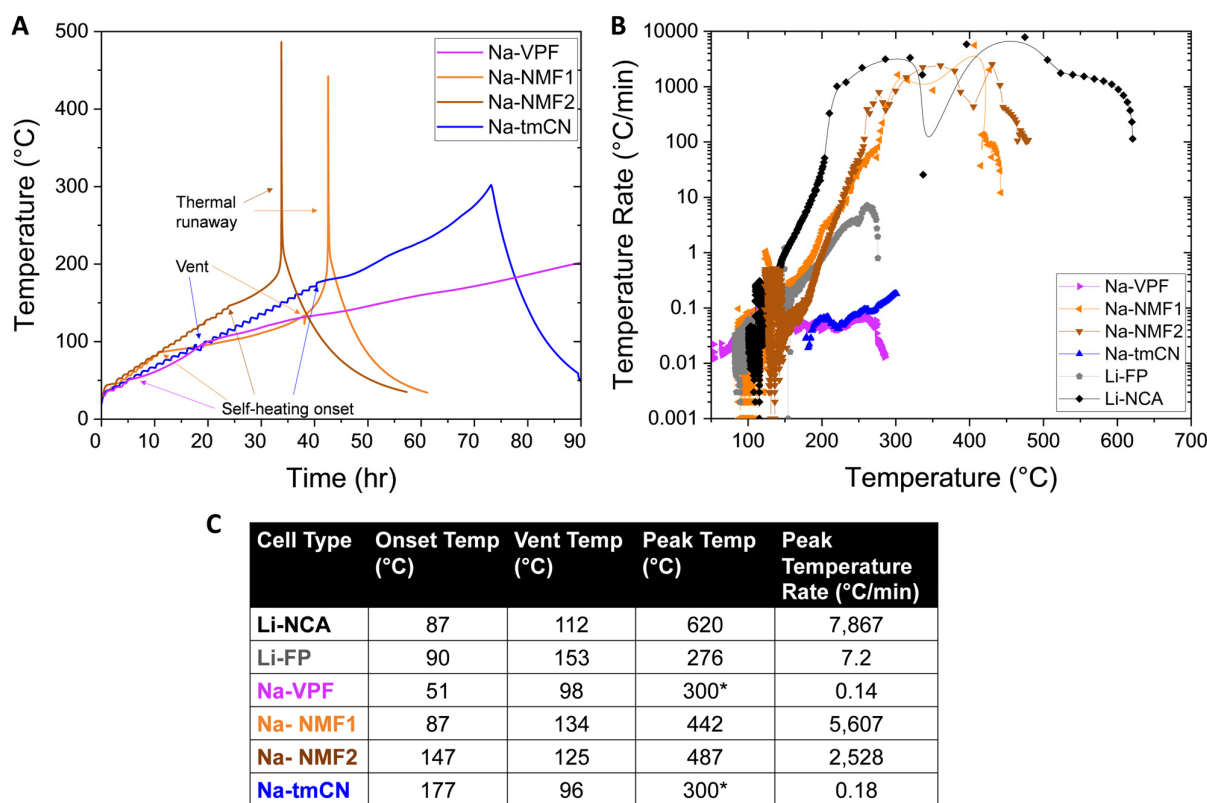 A
Temperature (°C)
500
400
300
200
100
0
0
10
20
30
40
50
60
70
80
90
Time (hr)
Na-VPF
Na-NMF1
Na-NMF2
Na-tmCN
Thermal
runaway
Vent
Self-heating onset
B
Temperature Rate (°C/min)
10000
1000
100
10
1
0.1
0.01
0.001
100
200
300
400
500
600
700
Temperature (°C)
Na-VPF
Na-NMF1
Na-NMF2
Na-tmCN
Li-FP
Li-NCA
C
Cell Type Onset Temp Vent Temp Peak Temp Peak
(°C) (°C) (°C) Temperature
Rate (°C/min)
Li-NCA 87 112 620 7,867
Li-FP 90 153 276 7.2
Na-VPF 51 98 300* 0.14
Na- NMF1 87 134 442 5,607
Na- NMF2 147 125 487 2,528
Na-tmCN 177 96 300* 0.18